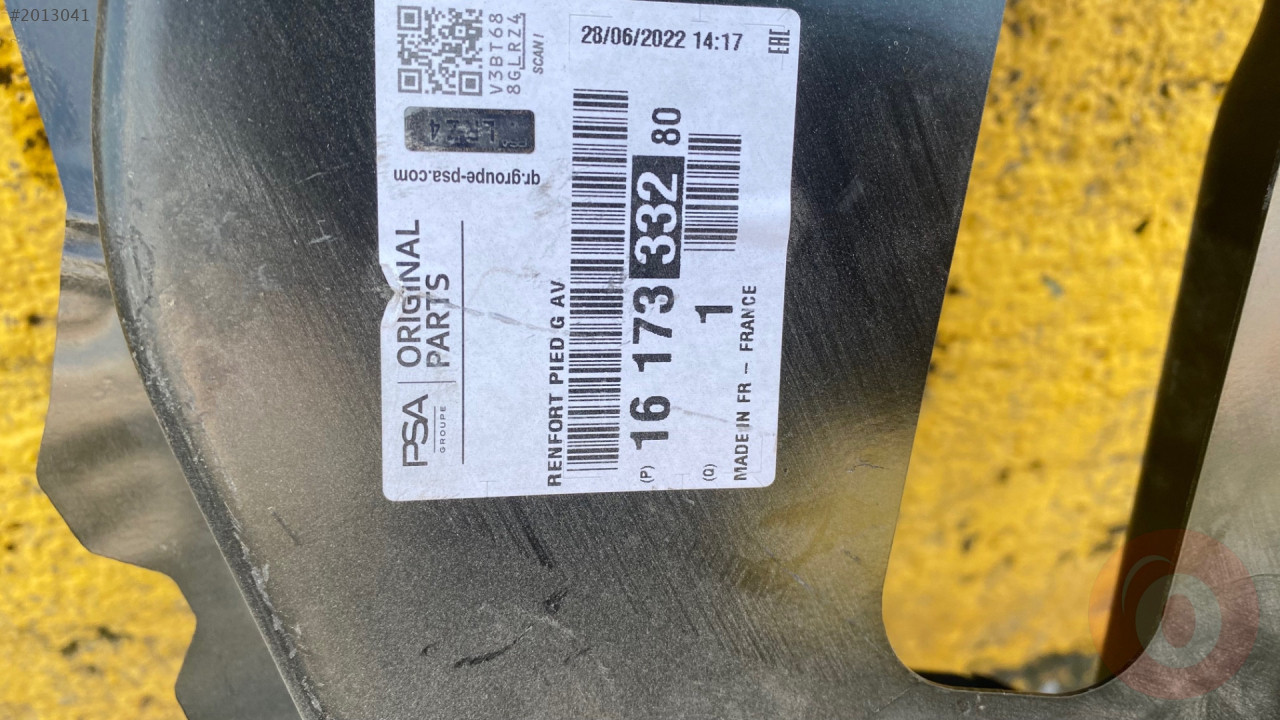 #2013041
PSA
GROUPE
ORIGINAL
PARTS
qr.groupe-psa.com
LRZ4
V3BT68
8GLRZ4
SCAN!
RENFORT PIED G AV
28/06/2022 14:17
EAC
(P) 16 173 332 80
(Q) 1
MADE IN FR - FRANCE